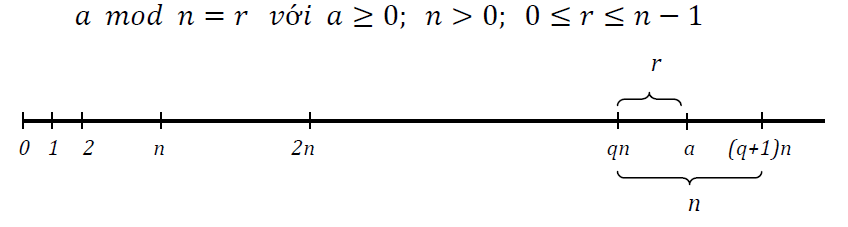 a mod n = r với a ≥ 0; n > 0; 0 ≤ r ≤ n − 1
r
0 1 2 n 2n qn a (q+1)n
n